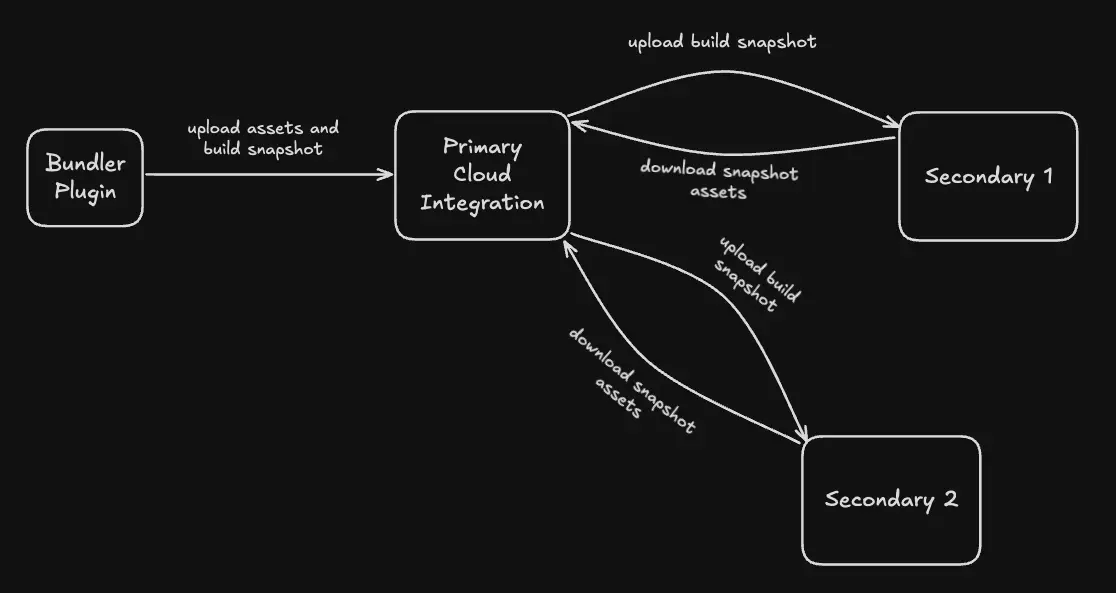 upload build snapshot
upload assets and
build snapshot
Bundler
Plugin
Primary
Cloud
Integration
download snapshot
assets
Secondary 1
upload build
snapshot
download snapshot
assets
Secondary 2